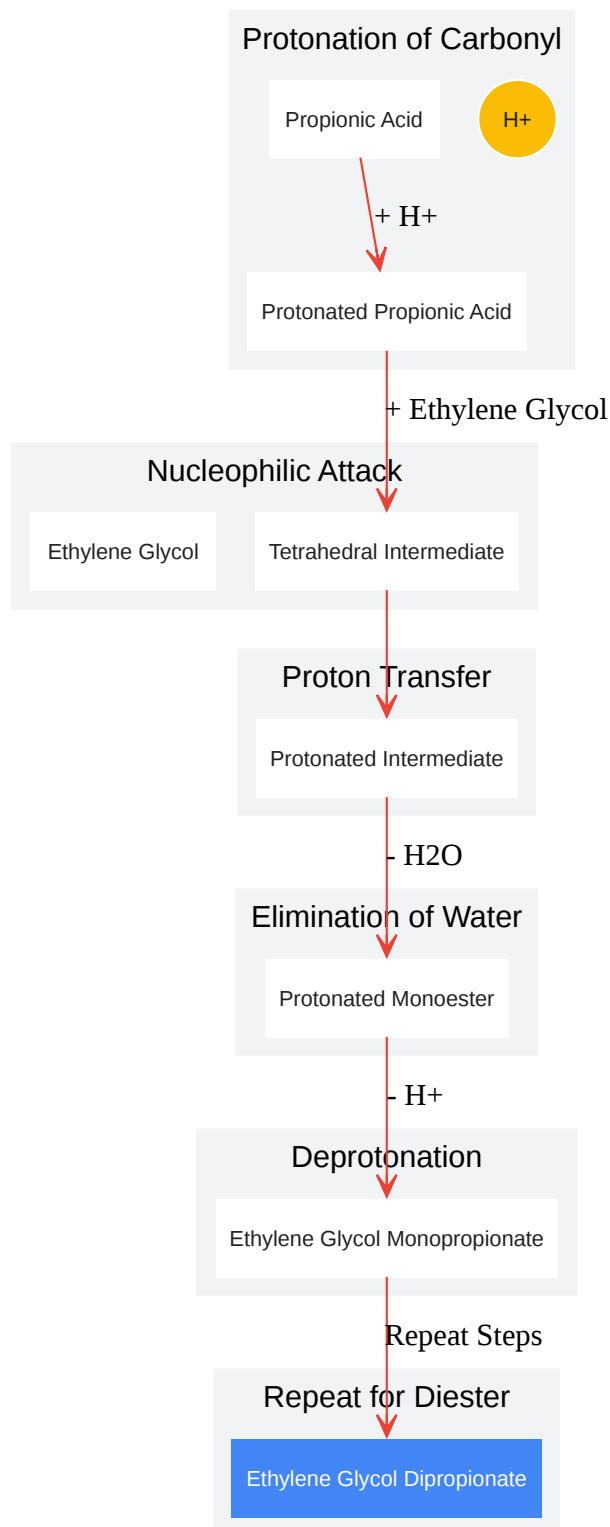 Protonation of Carbonyl
Propionic Acid
H+
+ H+
Protonated Propionic Acid
+ Ethylene Glycol
Nucleophilic Attack
Ethylene Glycol
Tetrahedral Intermediate
Proton Transfer
Protonated Intermediate
- H2O
Elimination of Water
Protonated Monoester
- H+
Deprotonation
Ethylene Glycol Monopropionate
Repeat Steps
Repeat for Diester
Ethylene Glycol Dipropionate